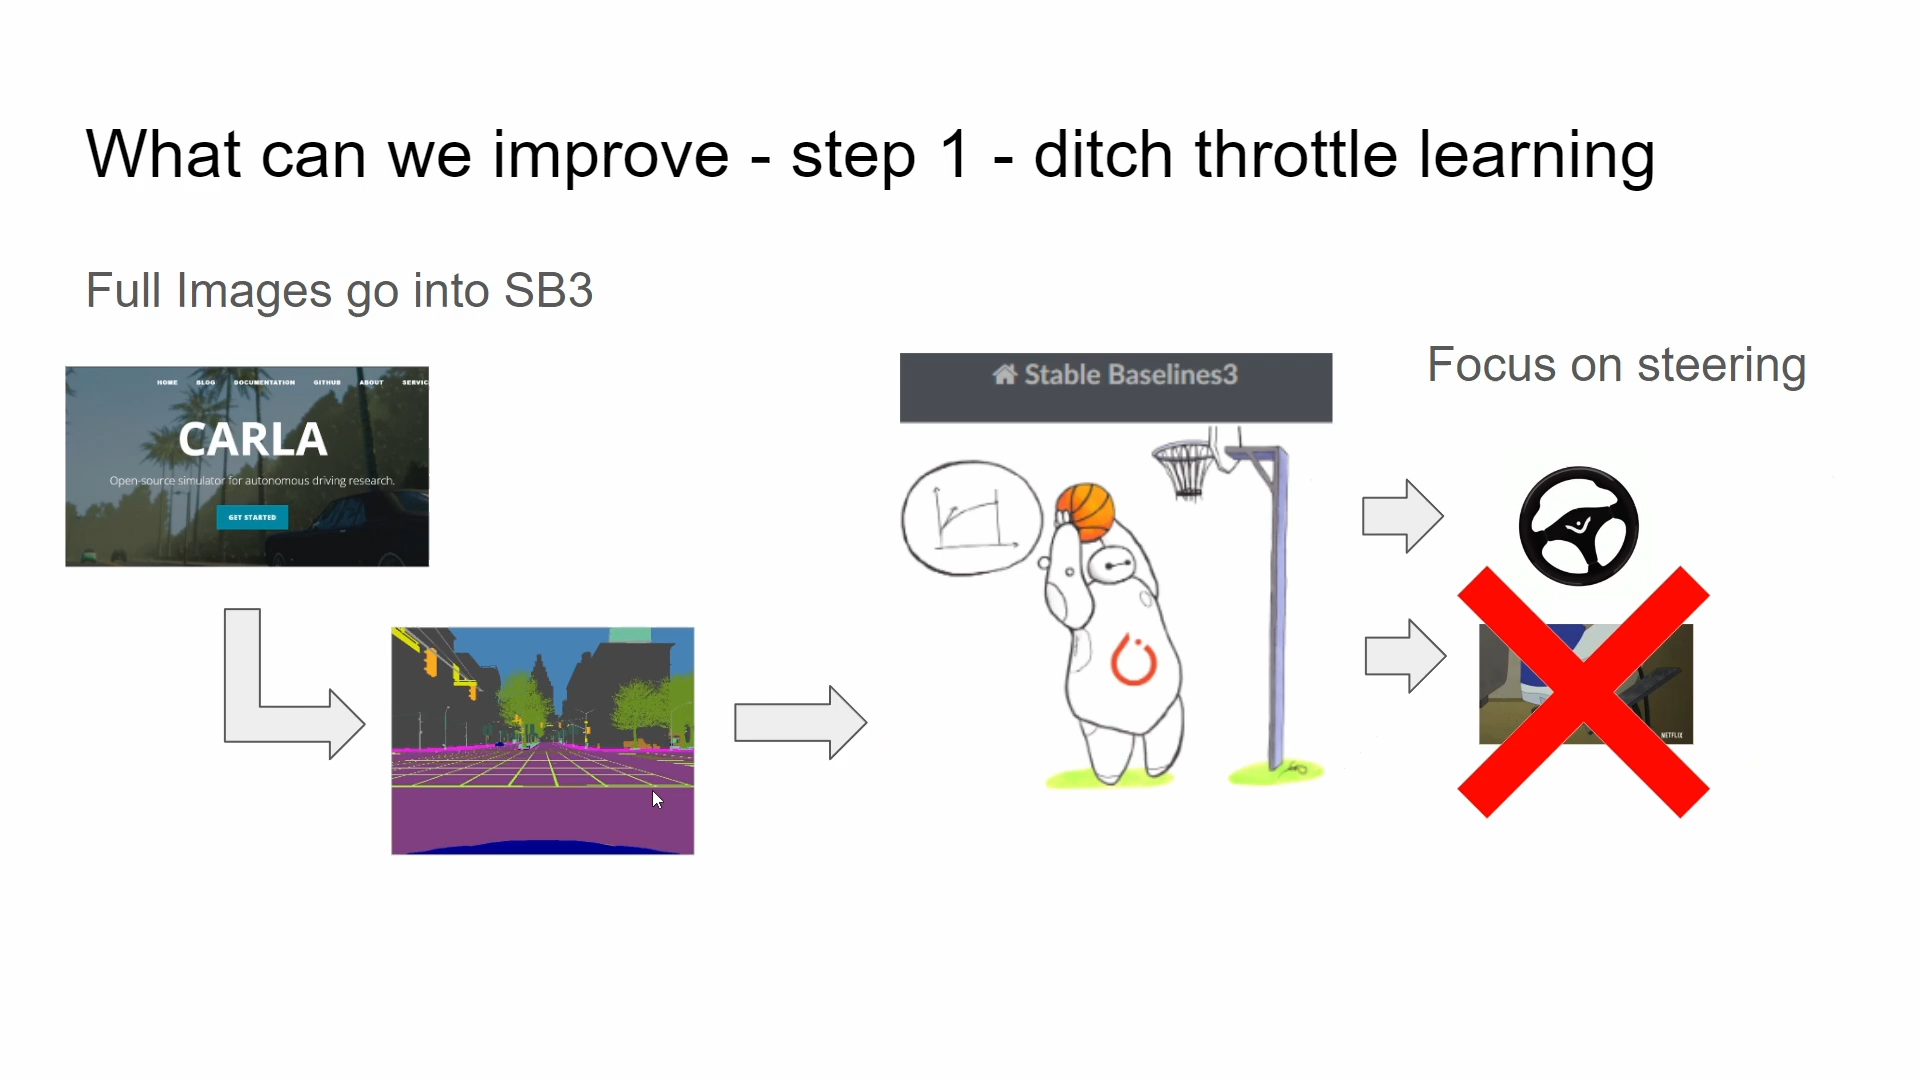 What can we improve - step 1 - ditch throttle learning
Full Images go into SB3
HOME BLOG DOCUMENTATION GITHUB ABOUT SERVIC
CARLA
Open-source simulator for autonomous driving research.
GET STARTED
Stable Baselines3
Focus on steering
NETFLIX